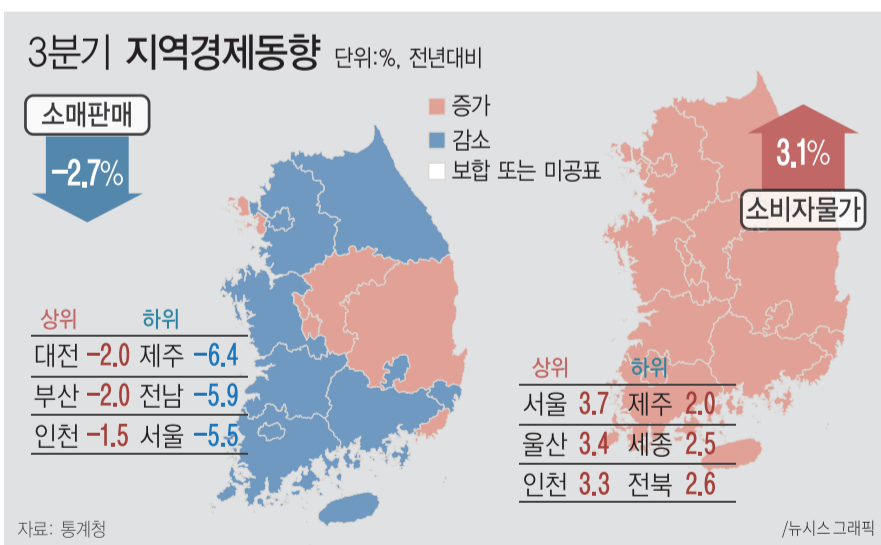 3분기 지역경제동향 단위:%, 전년대비
소매판매
-2.7%
증가
감소
보합 또는 미공표
3.1%
소비자물가
상위 하위
대전 -2.0 제주 -6.4
부산 -2.0 전남 -5.9
인천 -1.5 서울 -5.5
상위 하위
서울 3.7 제주 2.0
울산 3.4 세종 2.5
인천 3.3 전북 2.6
자료: 통계청
/뉴시스 그래픽